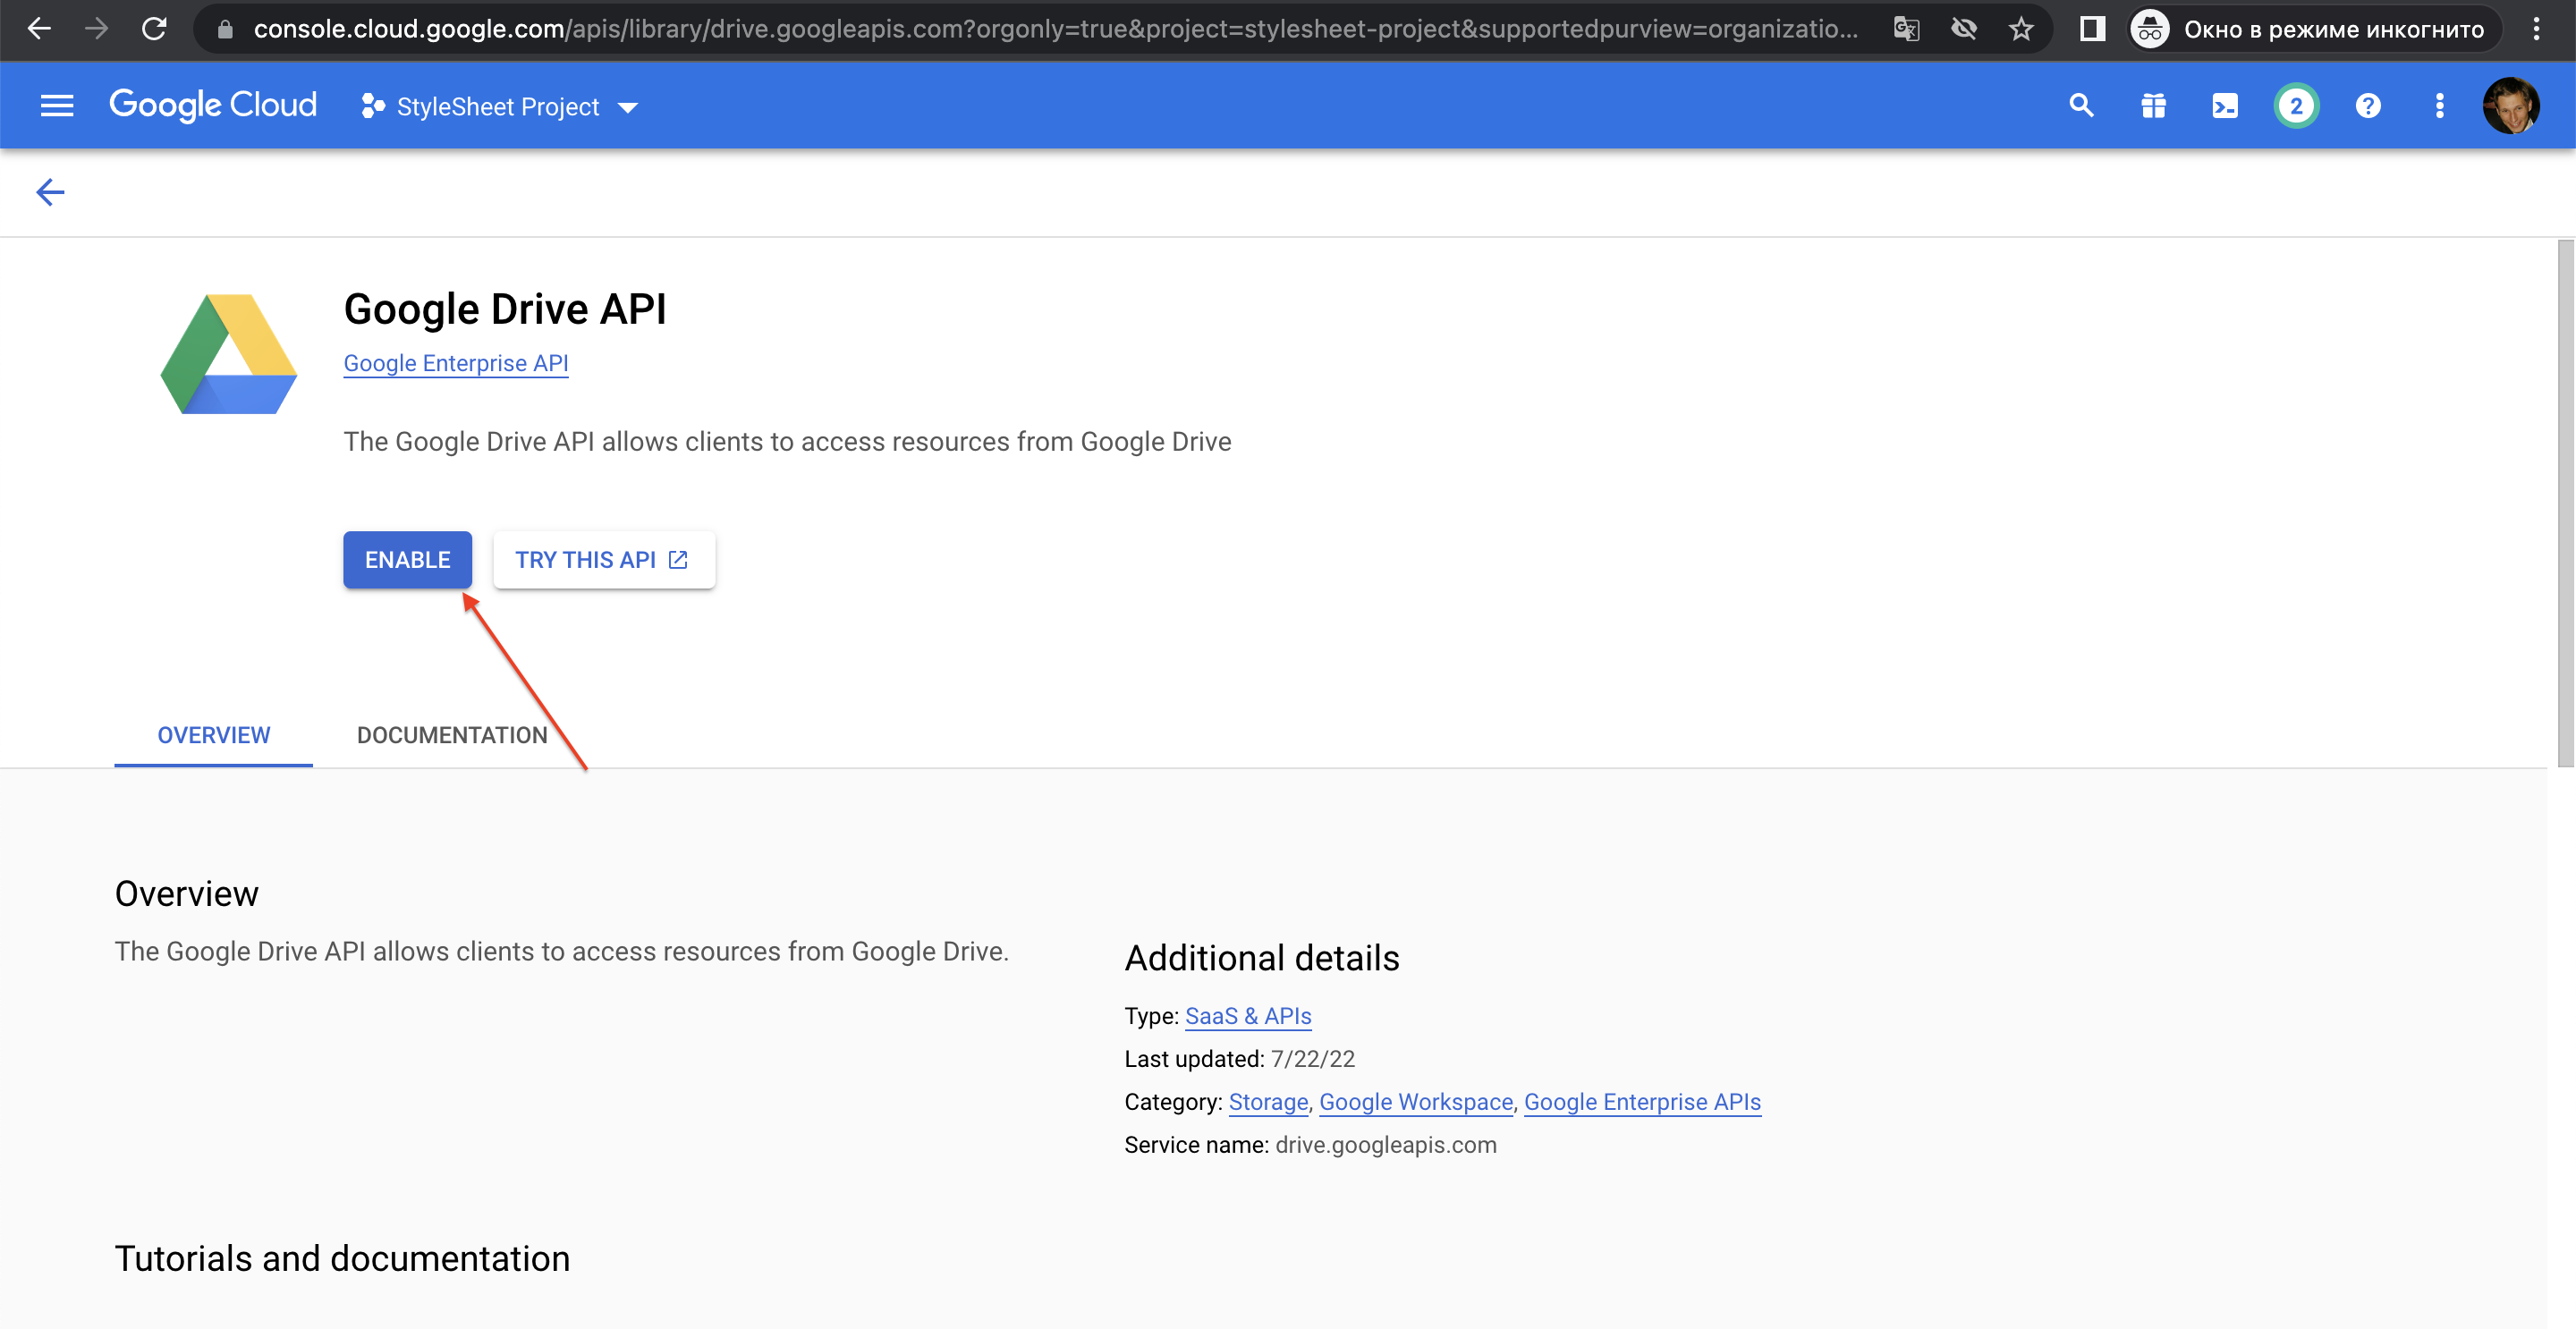 console.cloud.google.com/apis/library/drive.googleapis.com?orgonly=true&project=stylesheet-project&supportedpurview=organizatio...
Окно в режиме инкогнито
Google Cloud
StyleSheet Project
2
Google Drive API
Google Enterprise API
The Google Drive API allows clients to access resources from Google Drive
ENABLE
TRY THIS API
OVERVIEW
DOCUMENTATION
Overview
The Google Drive API allows clients to access resources from Google Drive.
Additional details
Type: SaaS & APIs
Last updated: 7/22/22
Category: Storage, Google Workspace, Google Enterprise APIs
Service name: drive.googleapis.com
Tutorials and documentation